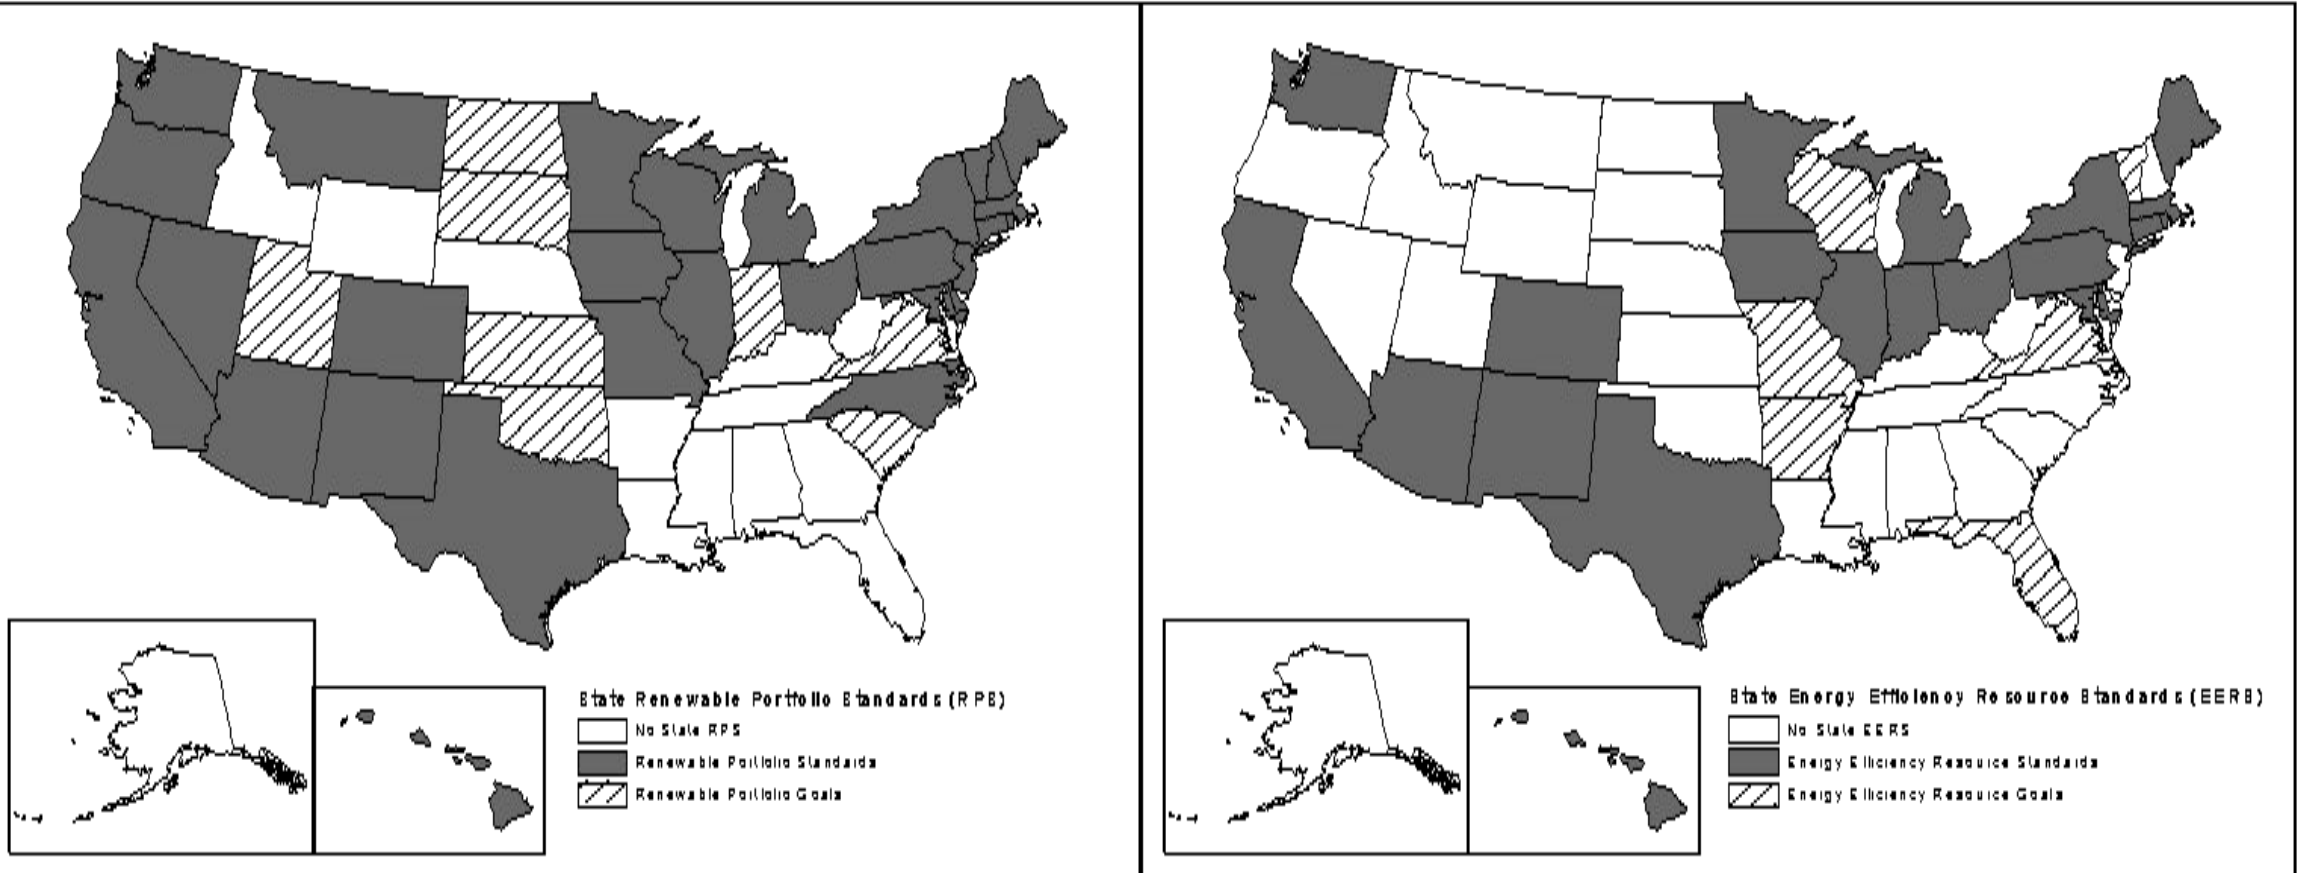 State Renewable Portfolio Standards (RPS)
No State RPS
Renewable Portfolio Standards
Renewable Portfolio Goals
State Energy Efficiency Resource Standards (EERS)
No State EERS
Energy Efficiency Resource Standards
Energy Efficiency Resource Goals